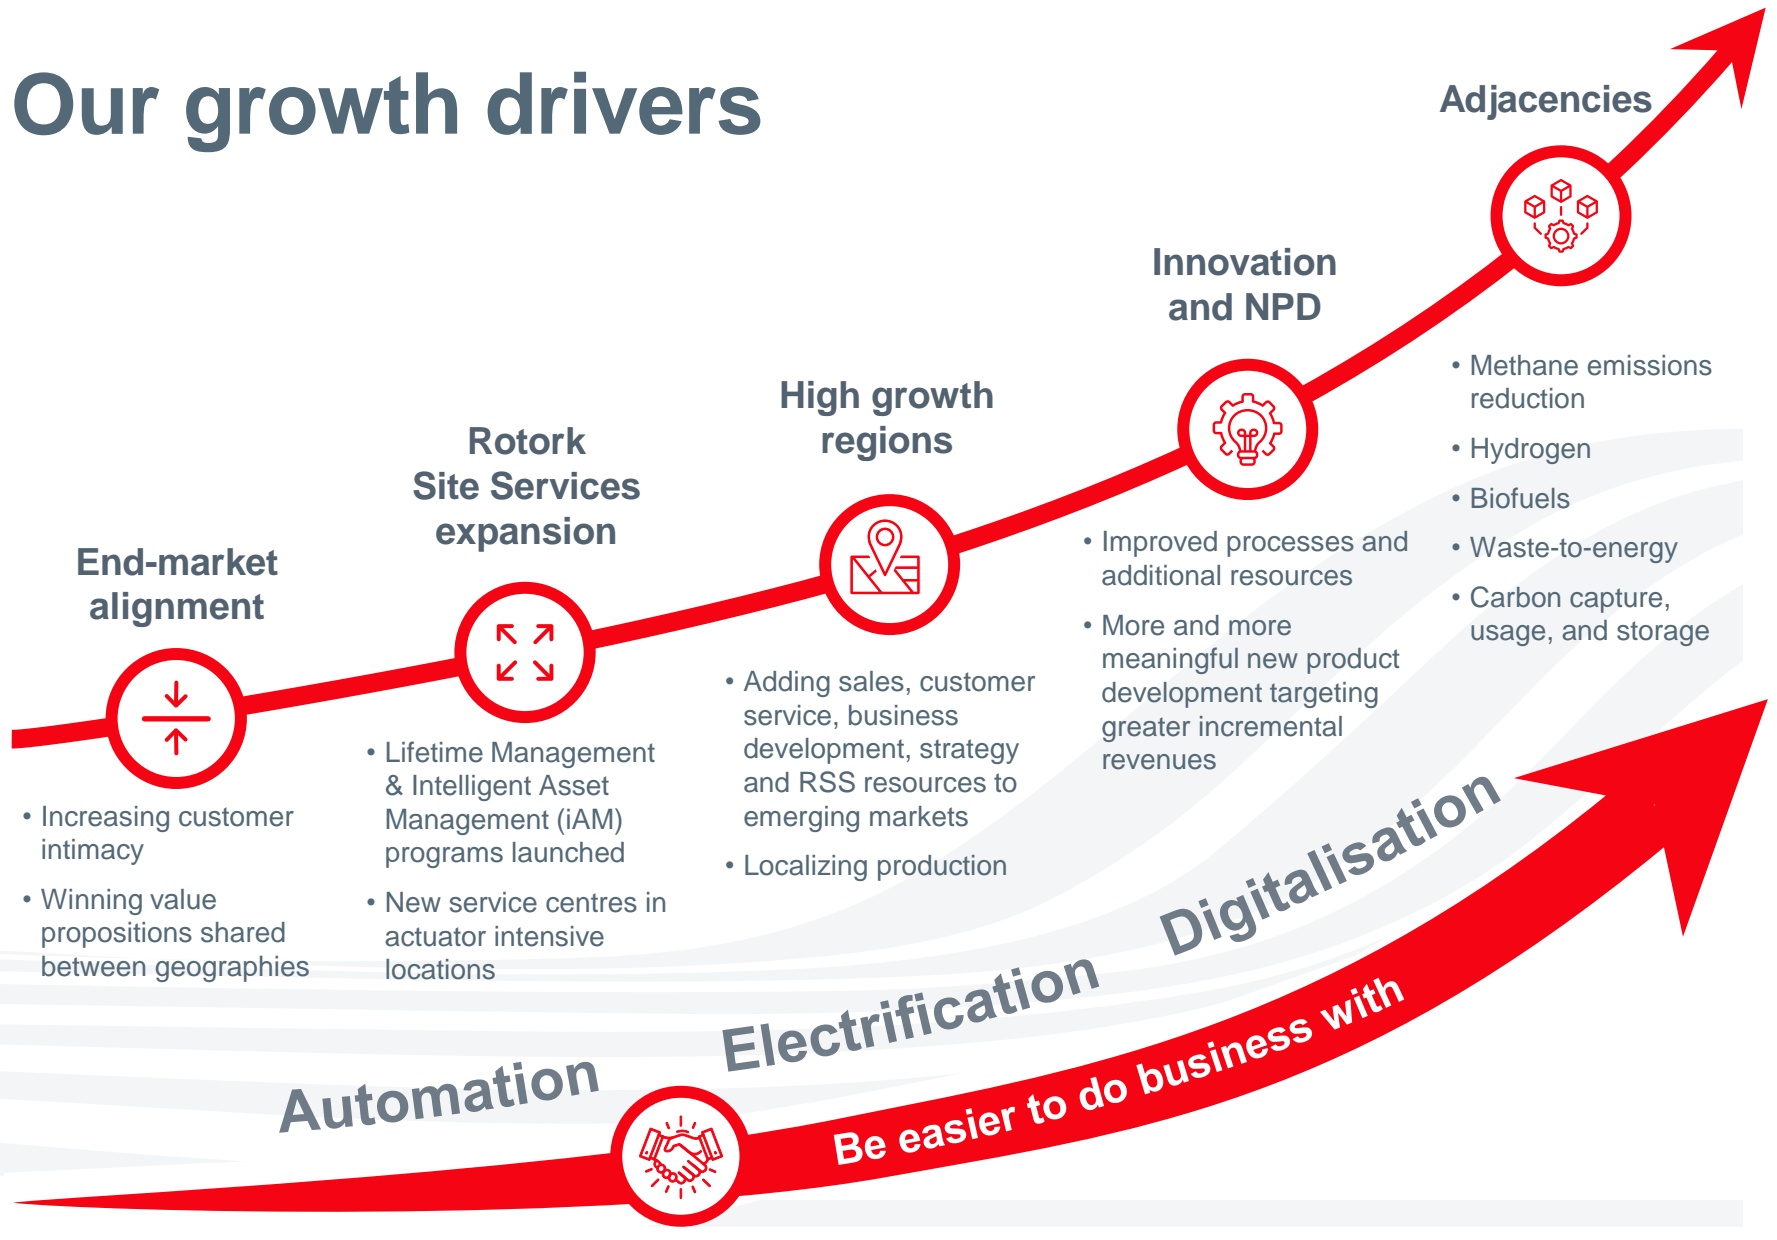 Our growth drivers
End-market
alignment
• Increasing customer
intimacy
• Winning value
propositions shared
between geographies
Rotork
Site Services
expansion
• Lifetime Management
& Intelligent Asset
Management (iAM)
programs launched
• New service centres in
actuator intensive
locations
High growth
regions
• Adding sales, customer
service, business
development, strategy
and RSS resources to
emerging markets
• Localizing production
Innovation
and NPD
• Improved processes and
additional resources
• More and more
meaningful new product
development targeting
greater incremental
revenues
Adjacencies
• Methane emissions
reduction
• Hydrogen
• Biofuels
• Waste-to-energy
• Carbon capture,
usage, and storage
Automation
Electrification
Digitalisation
Be easier to do business with